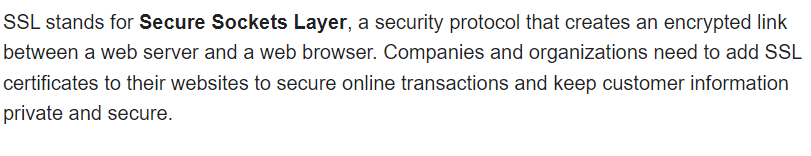 SSL stands for Secure Sockets Layer, a security protocol that creates an encrypted link
between a web server and a web browser. Companies and organizations need to add SSL
certificates to their websites to secure online transactions and keep customer information
private and secure.